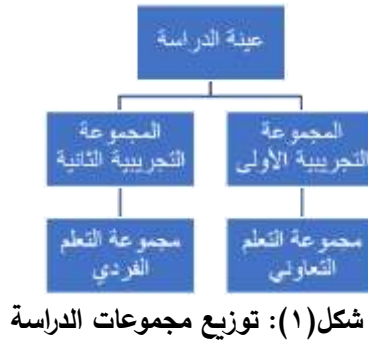 عينة الدراسة
المجموعة
التجريبية الأولى
المجموعة
التجريبية الثانية
مجموعة التعلم
التعاوني
مجموعة التعلم
الفردي
شكل(١): توزيع مجموعات الدراسة